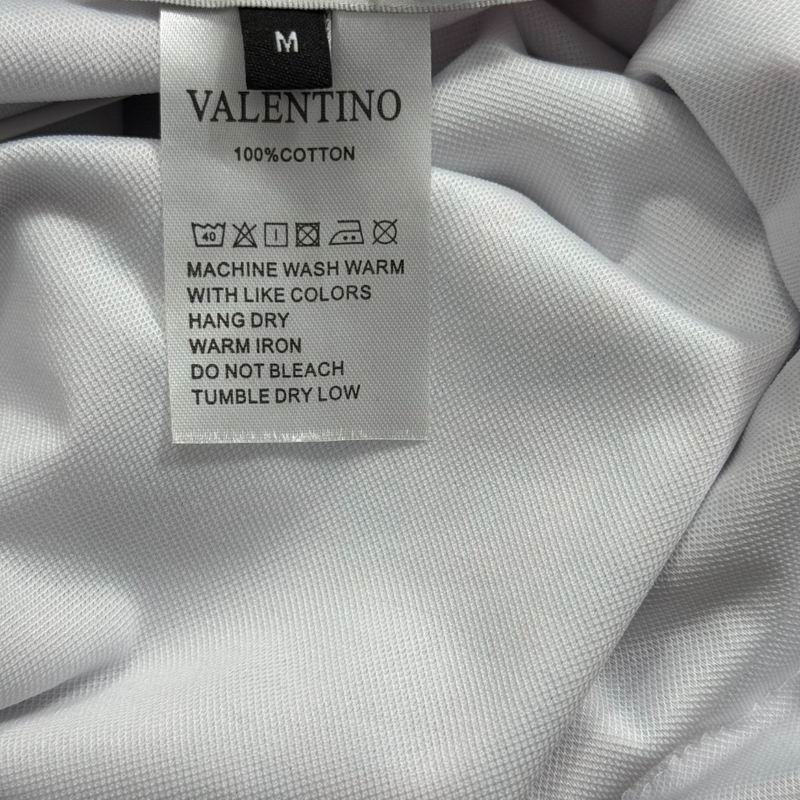 M
VALENTINO
100%COTTON
40
MACHINE WASH WARM
WITH LIKE COLORS
HANG DRY
WARM IRON
DO NOT BLEACH
TUMBLE DRY LOW